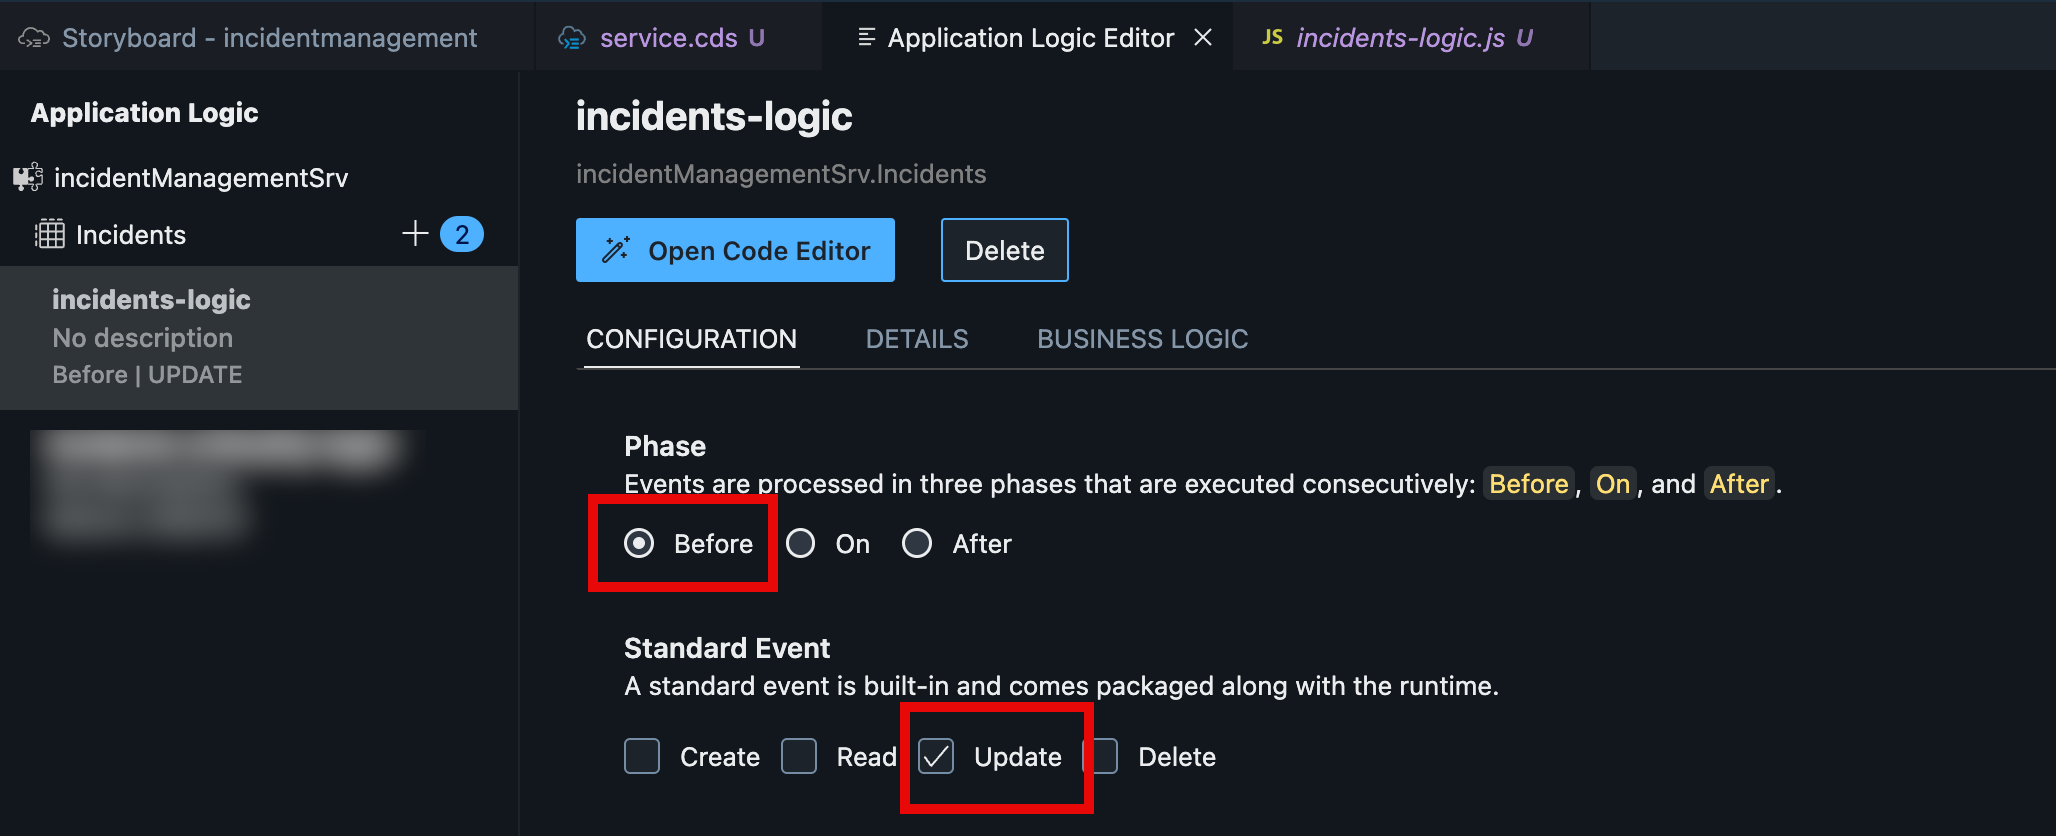 Storyboard - incidentmanagement
service.cds U
Application Logic Editor
JS incidents-logic.js U
Application Logic
incidentManagementSrv
Incidents
2
incidents-logic
No description
Before | UPDATE
incidents-logic
incidentManagementSrv.Incidents
Open Code Editor
Delete
CONFIGURATION
DETAILS
BUSINESS LOGIC
Phase
Events are processed in three phases that are executed consecutively: Before, On, and After.
Before
On
After
Standard Event
A standard event is built-in and comes packaged along with the runtime.
Create
Read
Update
Delete